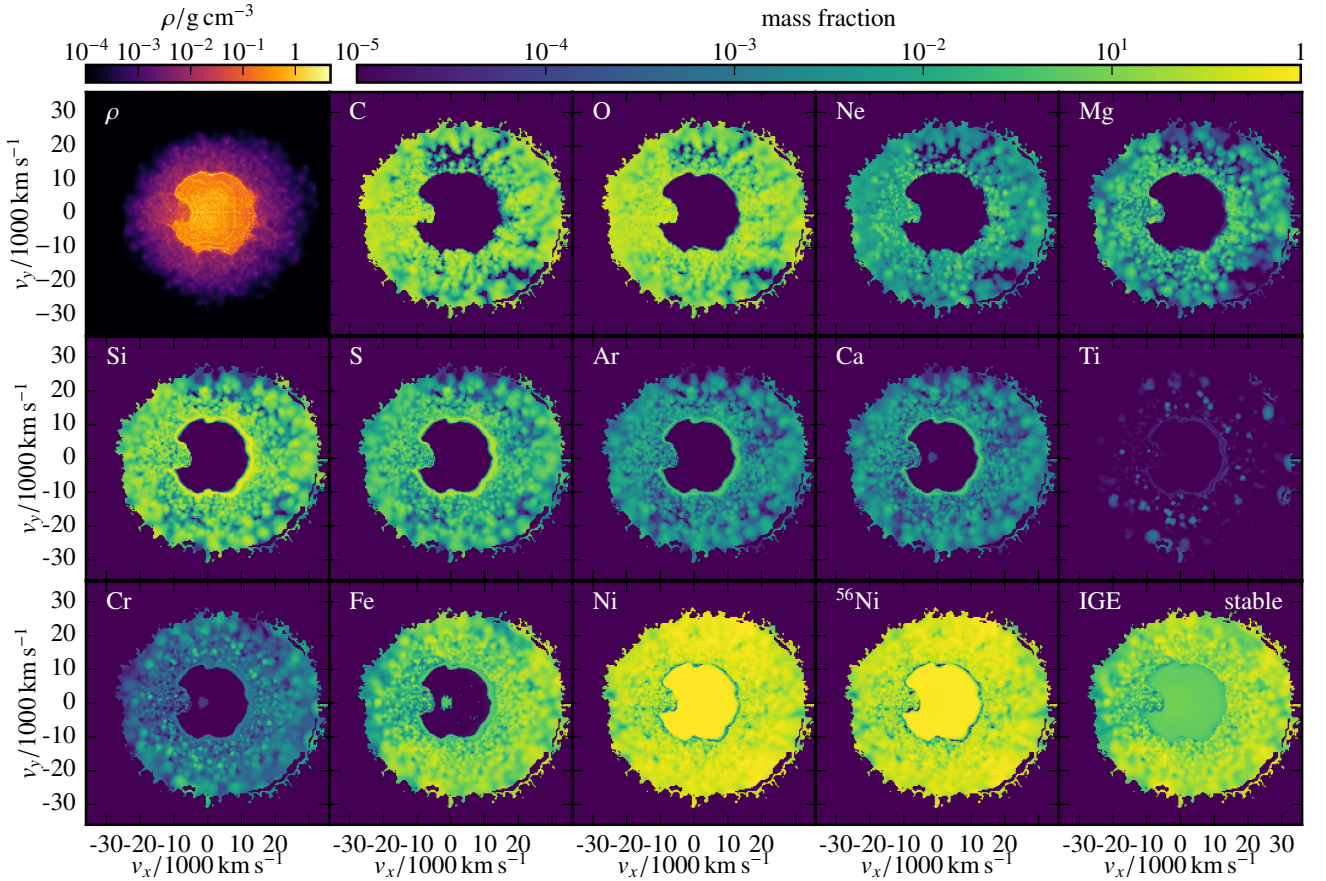 ρ/g cm⁻³ mass fraction
10⁻⁴ 10⁻³ 10⁻² 10⁻¹ 1 10⁻⁵ 10⁻⁴ 10⁻³ 10⁻² 10¹ 1
ρ C O Ne Mg
30
20
10
0
−10
−20
−30
v_y/1000 km s⁻¹
Si S Ar Ca Ti
30
20
10
0
-10
-20
-30
v_y/1000 km s⁻¹
Cr Fe Ni ⁵⁶Ni IGE stable
30
20
10
0
-10
-20
-30
v_y/1000 km s⁻¹
-30-20-10 0 10 20 -30-20-10 0 10 20 -30-20-10 0 10 20 -30-20-10 0 10 20 -30-20-10 0 10 20 30
v_x/1000 km s⁻¹ v_x/1000 km s⁻¹ v_x/1000 km s⁻¹ v_x/1000 km s⁻¹ v_x/1000 km s⁻¹